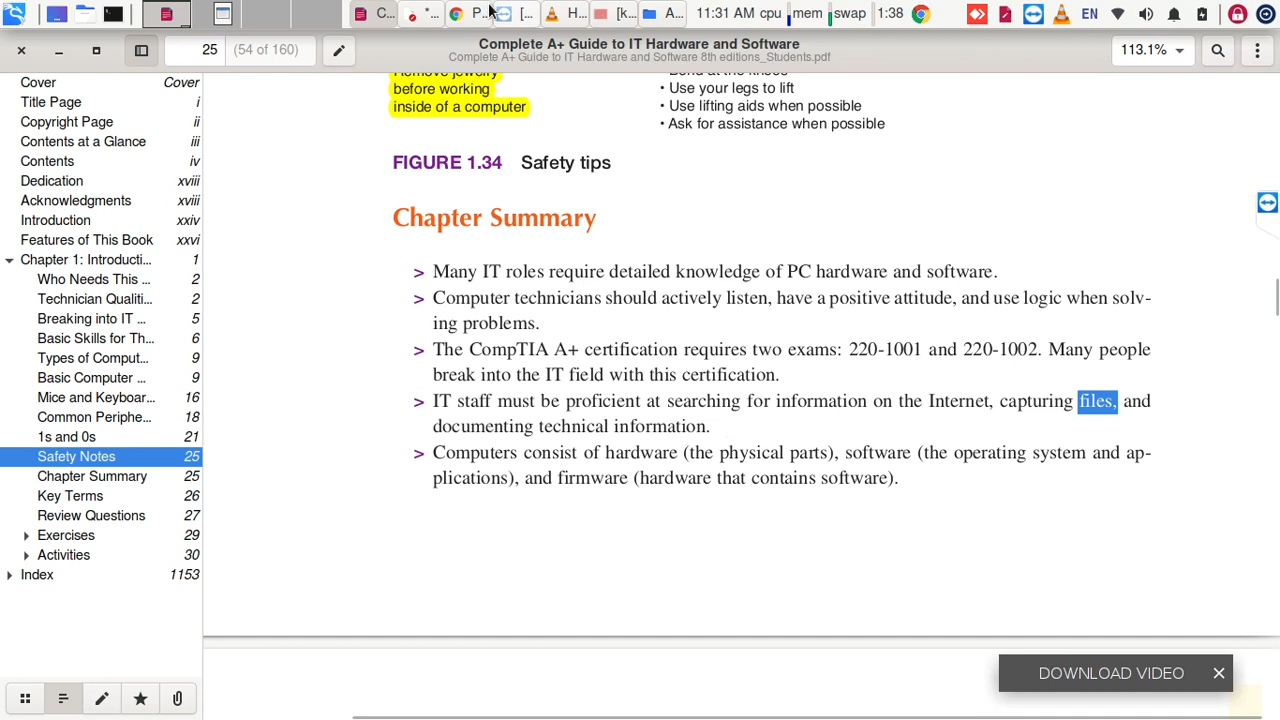 C...
*...
P...
[...
H...
[k...
A...
11:31 AM cpu
mem
swap
1:38
EN
25
(54 of 160)
Complete A+ Guide to IT Hardware and Software
Complete A+ Guide to IT Hardware and Software 8th editions_Students.pdf
113.1%
Cover Cover
Title Page i
Copyright Page ii
Contents at a Glance iii
Contents iv
Dedication xviii
Acknowledgments xviii
Introduction xxiv
Features of This Book xxvi
Chapter 1: Introducti... 1
Who Needs This ... 2
Technician Qualiti... 2
Breaking into IT ... 5
Basic Skills for Th... 6
Types of Comput... 9
Basic Computer ... 9
Mice and Keyboar... 16
Common Periphe... 18
1s and 0s 21
Safety Notes 25
Chapter Summary 25
Key Terms 26
Review Questions 27
Exercises 29
Activities 30
Index 1153
Remove jewelry
before working
inside of a computer
• Bend at the knees
• Use your legs to lift
• Use lifting aids when possible
• Ask for assistance when possible
FIGURE 1.34 Safety tips
Chapter Summary
> Many IT roles require detailed knowledge of PC hardware and software.
> Computer technicians should actively listen, have a positive attitude, and use logic when solv-
ing problems.
> The CompTIA A+ certification requires two exams: 220-1001 and 220-1002. Many people
break into the IT field with this certification.
> IT staff must be proficient at searching for information on the Internet, capturing files, and
documenting technical information.
> Computers consist of hardware (the physical parts), software (the operating system and ap-
plications), and firmware (hardware that contains software).
DOWNLOAD VIDEO